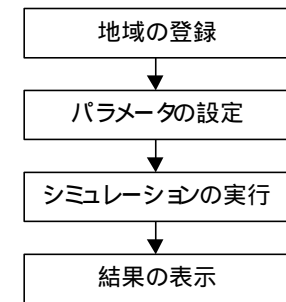 地域の登録
パラメータの設定
シミュレーションの実行
結果の表示